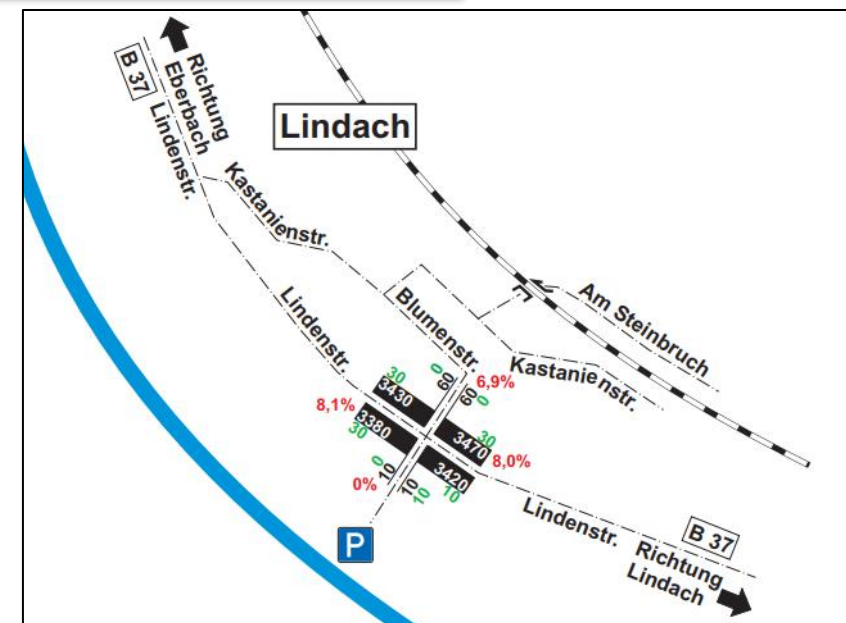 B 37
Richtung
Eberbach
Lindenstr.
Lindach
Kastanienstr.
Lindenstr.
Blumenstr.
Am Steinbruch
Kastanienstr.
30
0
60
6,9%
60
0
3430
8,1%
3380
30
3470
30
8,0%
3420
0
10
0%
10
10
10
P
Lindenstr.
B 37
Richtung
Lindach